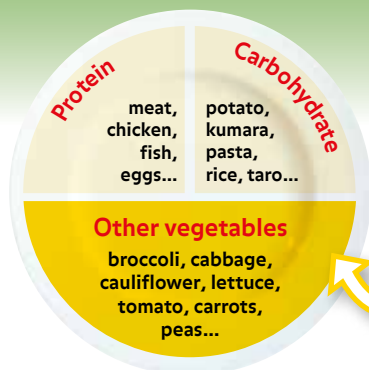 Protein
meat,
chicken,
fish,
eggs...
Carbohydrate
potato,
kumara,
pasta,
rice, taro...
Other vegetables
broccoli, cabbage,
cauliflower, lettuce,
tomato, carrots,
peas...